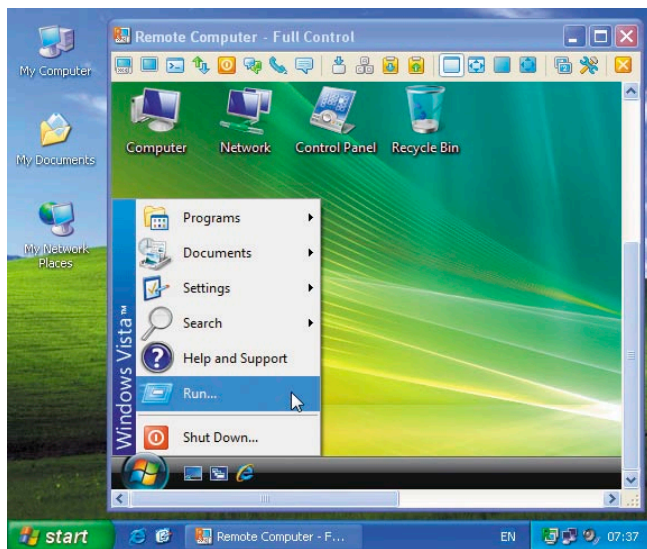 Remote Computer - Full Control
My Computer
My Documents
My Network
Places
Computer
Network
Control Panel
Recycle Bin
Programs
Documents
Settings
Search
Help and Support
Run...
Shut Down...
Windows Vista™
start
Remote Computer - F...
EN
07:37